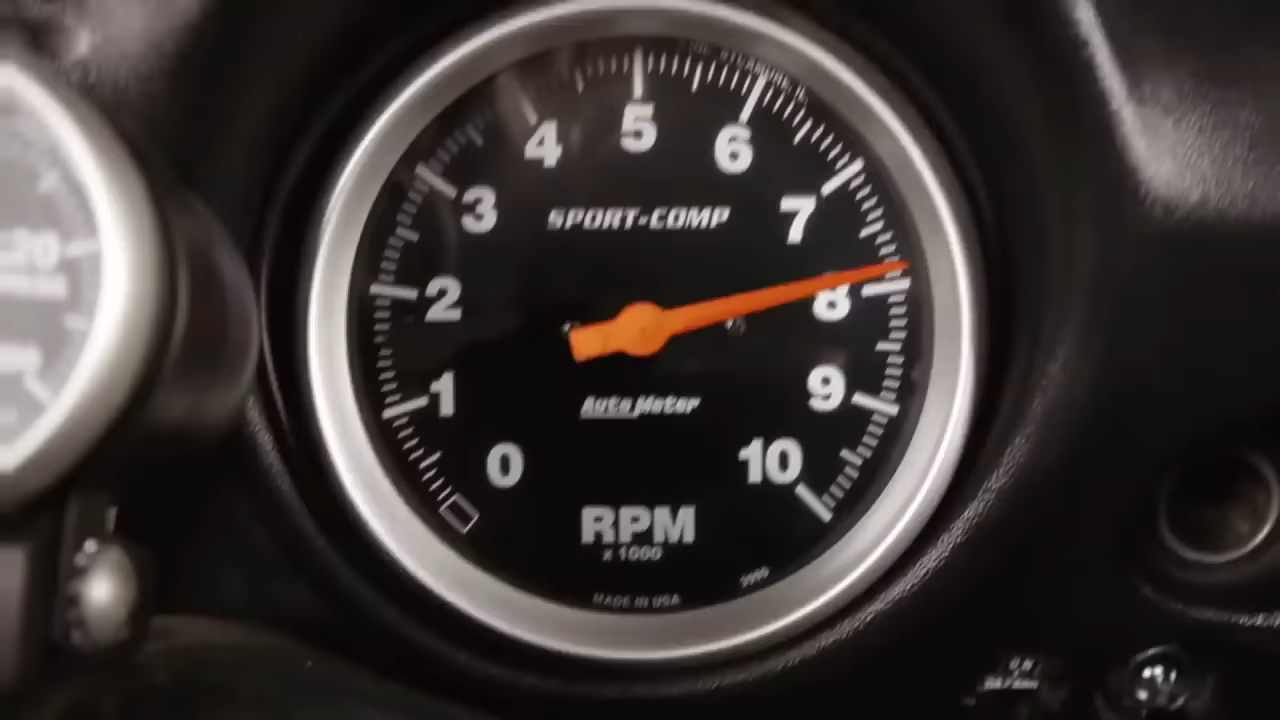 4 5 6
3 7
SPORT-COMP
20
2 8
1 9
Auto Meter
0 10
RPM
x 1000
MADE IN USA